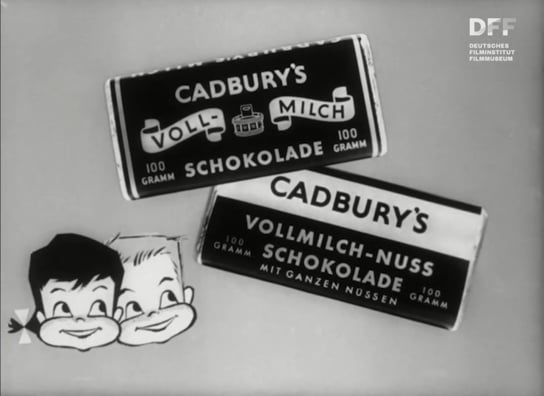 DFF
DEUTSCHES
FILMINSTITUT
FILMMUSEUM
CADBURY'S
VOLL-
MILCH
100
GRAMM
SCHOKOLADE
100
GRAMM
CADBURY'S
VOLLMILCH-NUSS
100
GRAMM
SCHOKOLADE
100
GRAMM
MIT GANZEN NÜSSEN